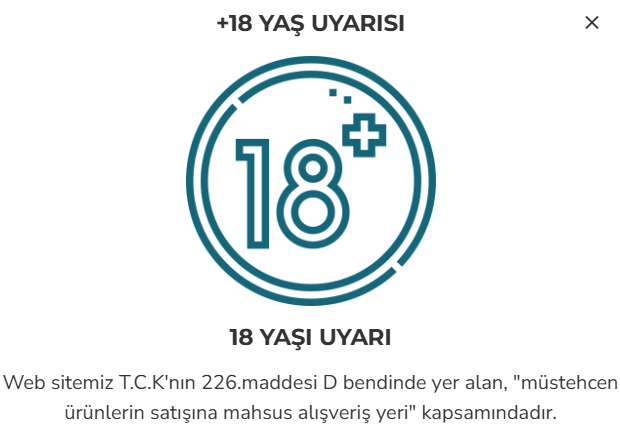 +18 YAŞ UYARISI
18+
18 YAŞI UYARI
Web sitemiz T.C.K'nın 226.maddesi D bendinde yer alan, "müstehcen
ürünlerin satışına mahsus alışveriş yeri" kapsamındadır.